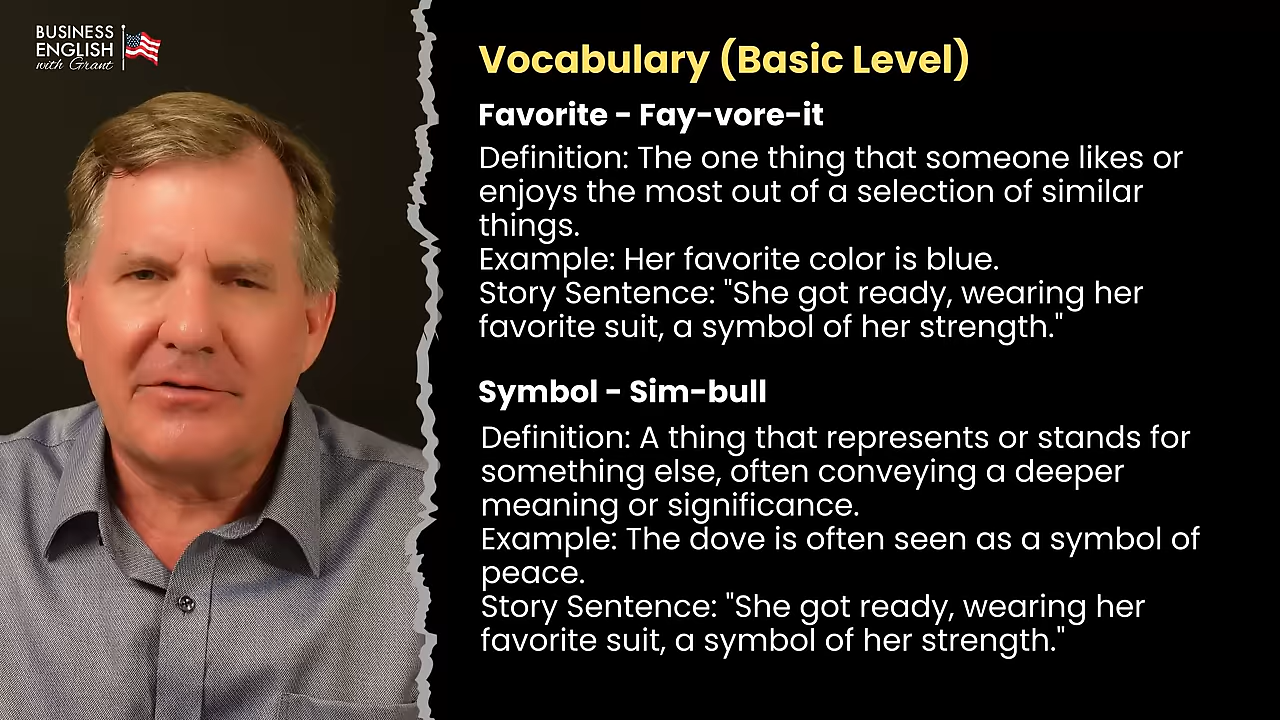 BUSINESS
ENGLISH
with Grant
Vocabulary (Basic Level)
Favorite - Fay-vore-it
Definition: The one thing that someone likes or
enjoys the most out of a selection of similar
things.
Example: Her favorite color is blue.
Story Sentence: "She got ready, wearing her
favorite suit, a symbol of her strength."
Symbol - Sim-bull
Definition: A thing that represents or stands for
something else, often conveying a deeper
meaning or significance.
Example: The dove is often seen as a symbol of
peace.
Story Sentence: "She got ready, wearing her
favorite suit, a symbol of her strength."